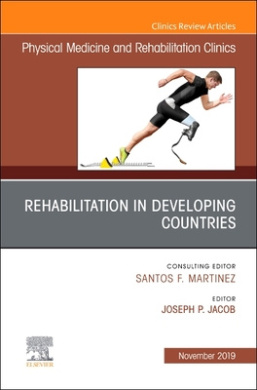 Clinics Review Articles
Physical Medicine and Rehabilitation Clinics
REHABILITATION IN DEVELOPING
COUNTRIES
CONSULTING EDITOR
SANTOS F. MARTINEZ
EDITOR
JOSEPH P. JACOB
ELSEVIER
November 2019